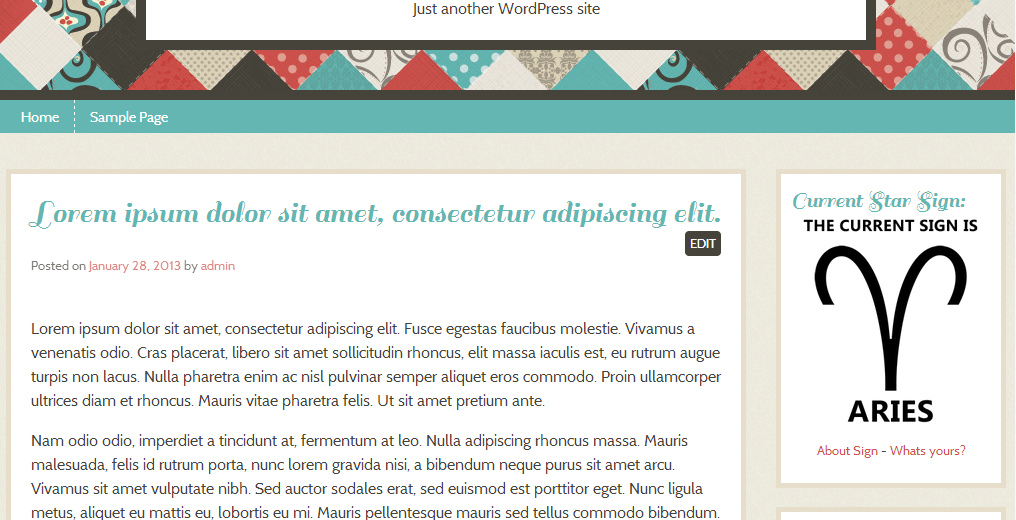 Just another WordPress site
Home
Sample Page
Lorem ipsum dolor sit amet, consectetur adipiscing elit.
EDIT
Posted on January 28, 2013 by admin
Lorem ipsum dolor sit amet, consectetur adipiscing elit. Fusce egestas faucibus molestie. Vivamus a
venenatis odio. Cras placerat, libero sit amet sollicitudin rhoncus, elit massa iaculis est, eu rutrum augue
turpis non lacus. Nulla pharetra enim ac nisl pulvinar semper aliquet eros commodo. Proin ullamcorper
ultrices diam et rhoncus. Mauris vitae pharetra felis. Ut sit amet pretium ante.
Nam odio odio, imperdiet a tincidunt at, fermentum at leo. Nulla adipiscing rhoncus massa. Mauris
malesuada, felis id rutrum porta, nunc lorem gravida nisi, a bibendum neque purus sit amet arcu.
Vivamus sit amet vulputate nibh. Sed auctor sodales erat, sed euismod est porttitor eget. Nunc ligula
metus, aliquet eu mattis eu, lobortis eu mi. Mauris pellentesque mauris sed tellus commodo bibendum.
Current Star Sign:
THE CURRENT SIGN IS
ARIES
About Sign - Whats yours?